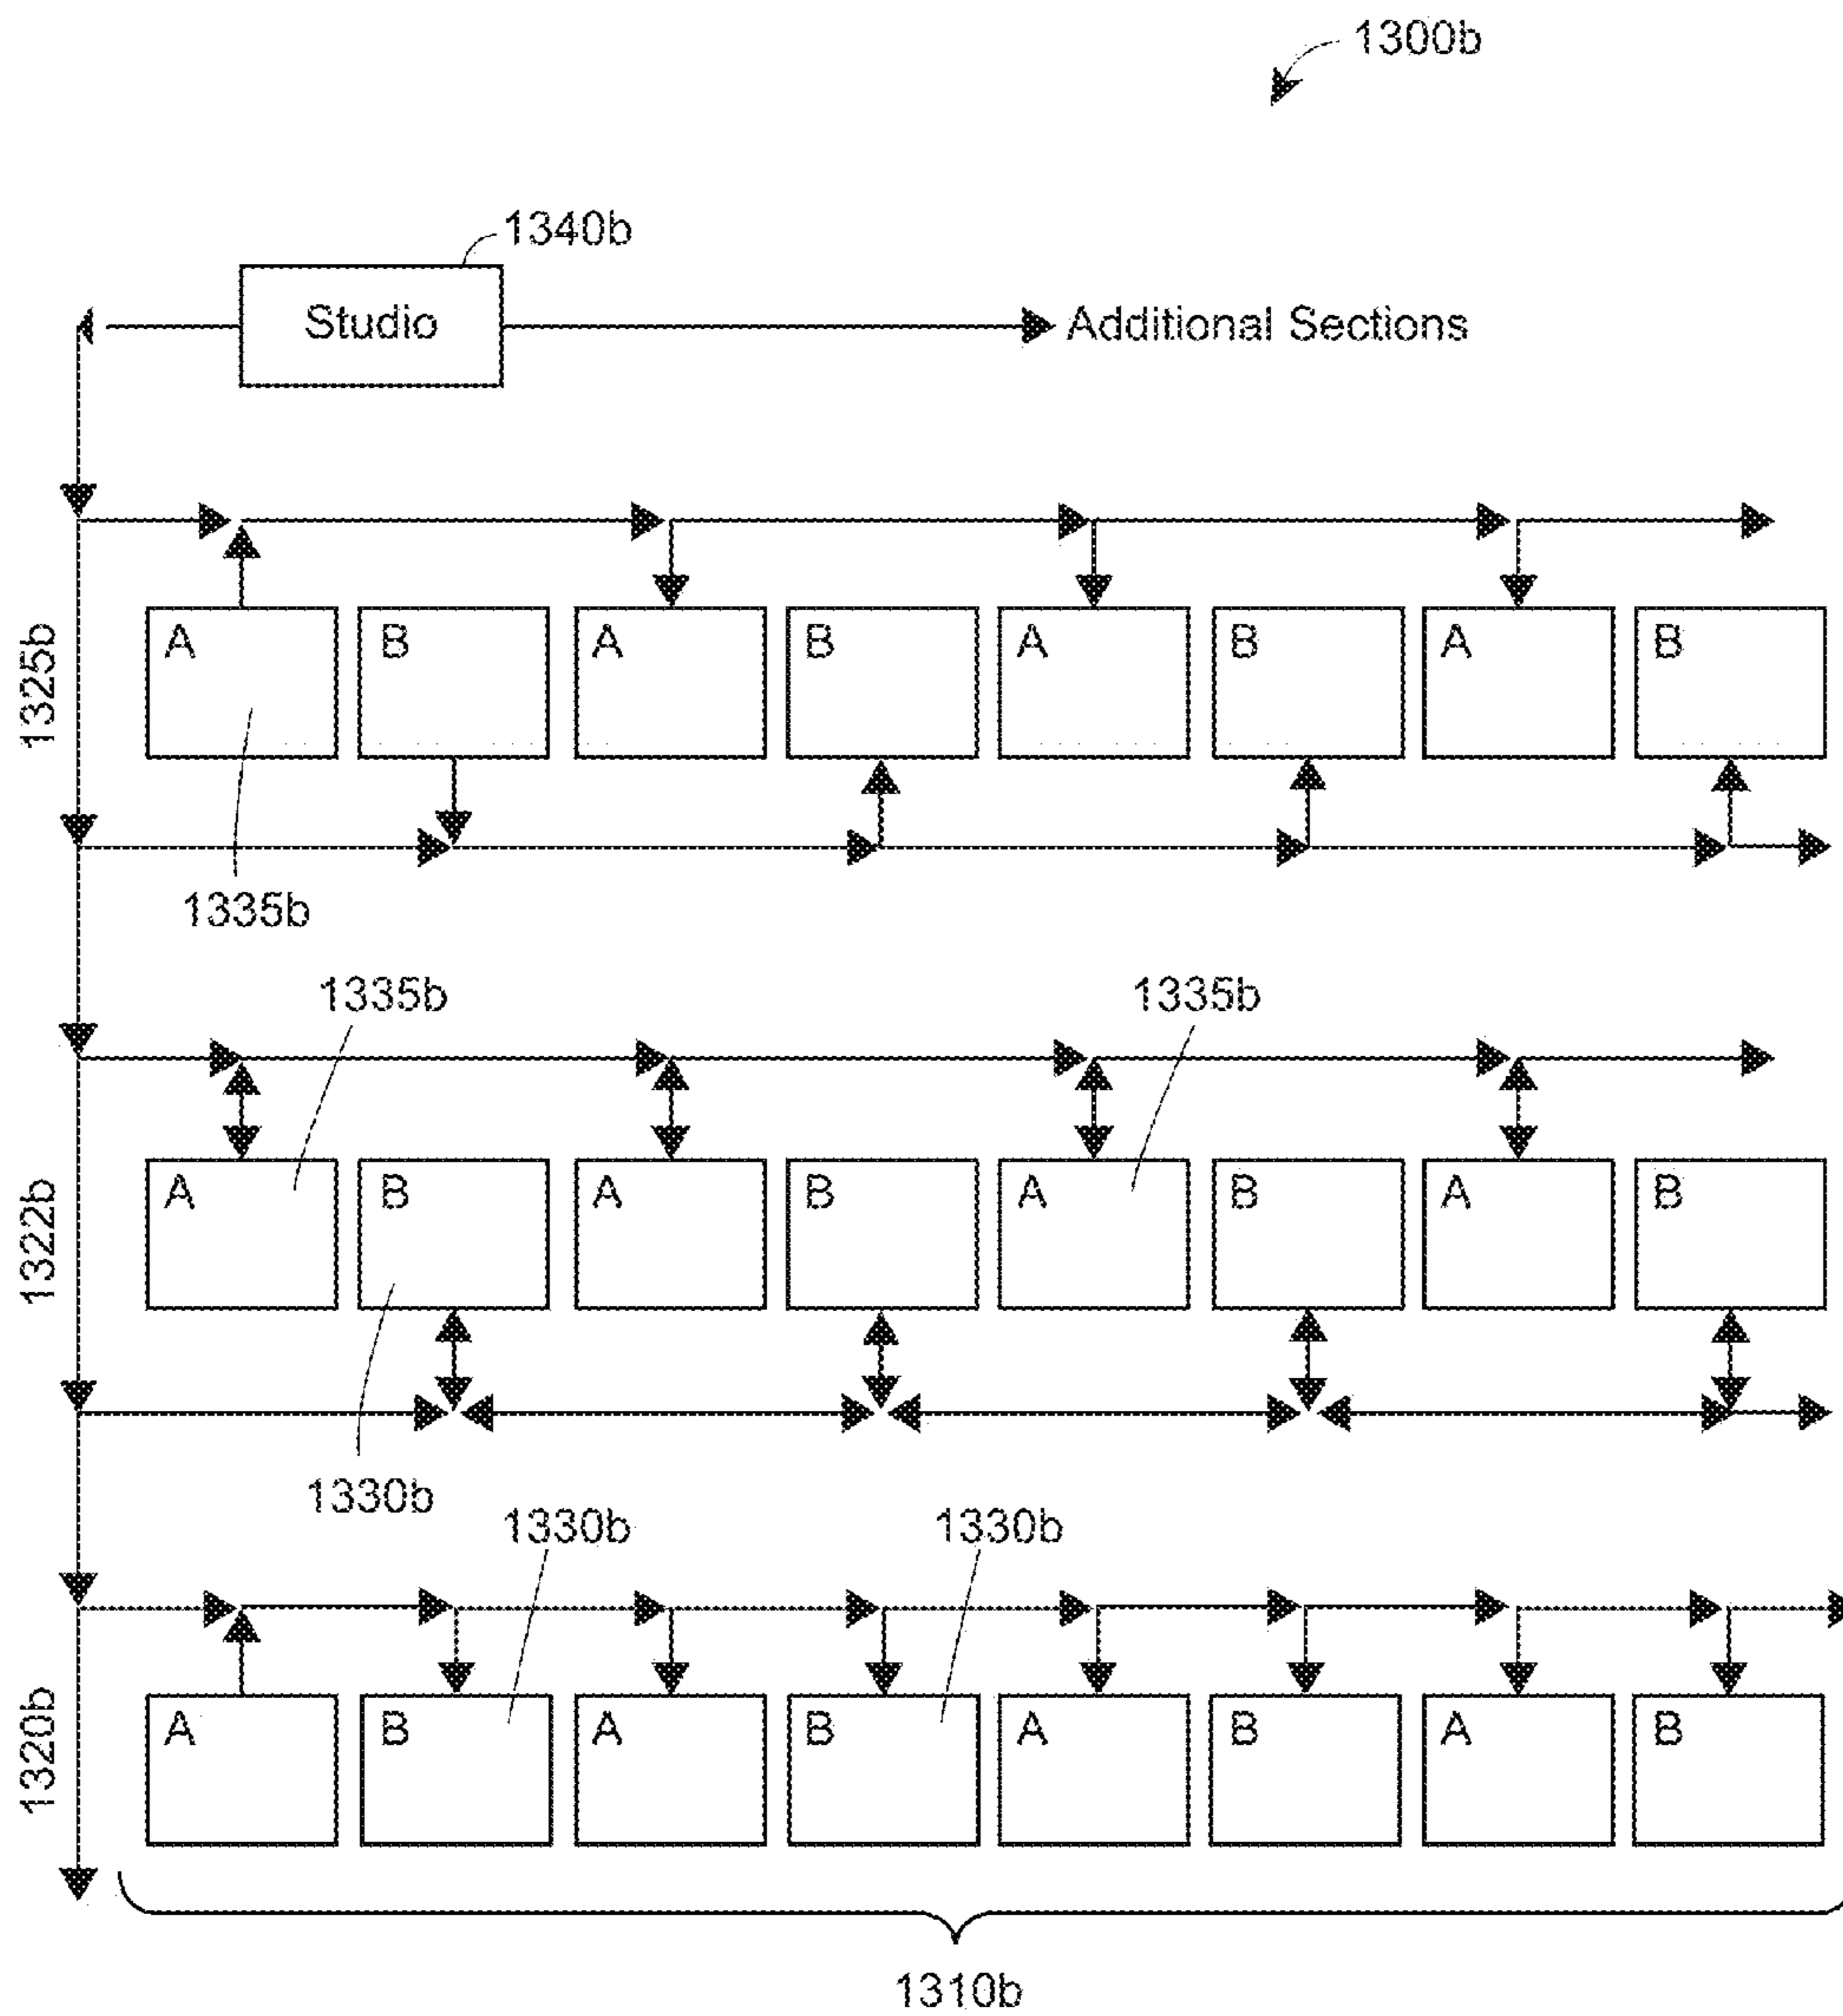 1300b
1340b
Studio
Additional Sections
1325b
A B A B A B A B
1335b
1335b 1335b
1322b
A B A B A B A B
1330b
1330b 1330b
1320b
A B A B A B A B
1310b